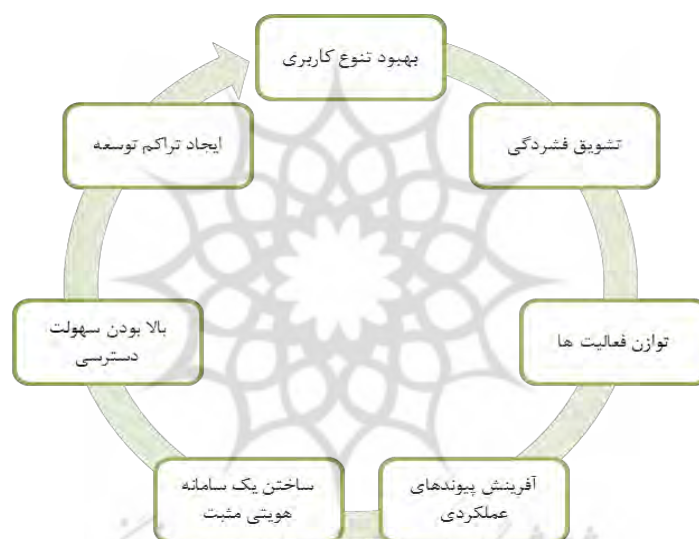 بهبود تنوع کاربری
تشویق فشردگی
توازن فعالیت ها
آفرینش پیوندهای
عملکردی
ساختن یک سامانه
هویتی مثبت
بالا بودن سهولت
دسترسی
ایجاد تراکم توسعه